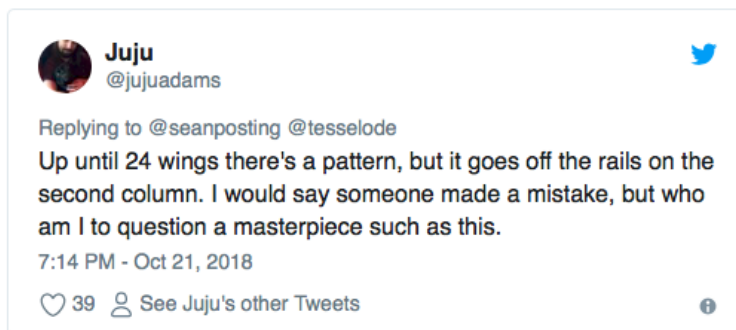 Juju
@jujuadams
Replying to @seanposting @tesselode
Up until 24 wings there's a pattern, but it goes off the rails on the
second column. I would say someone made a mistake, but who
am I to question a masterpiece such as this.
7:14 PM - Oct 21, 2018
39 See Juju's other Tweets